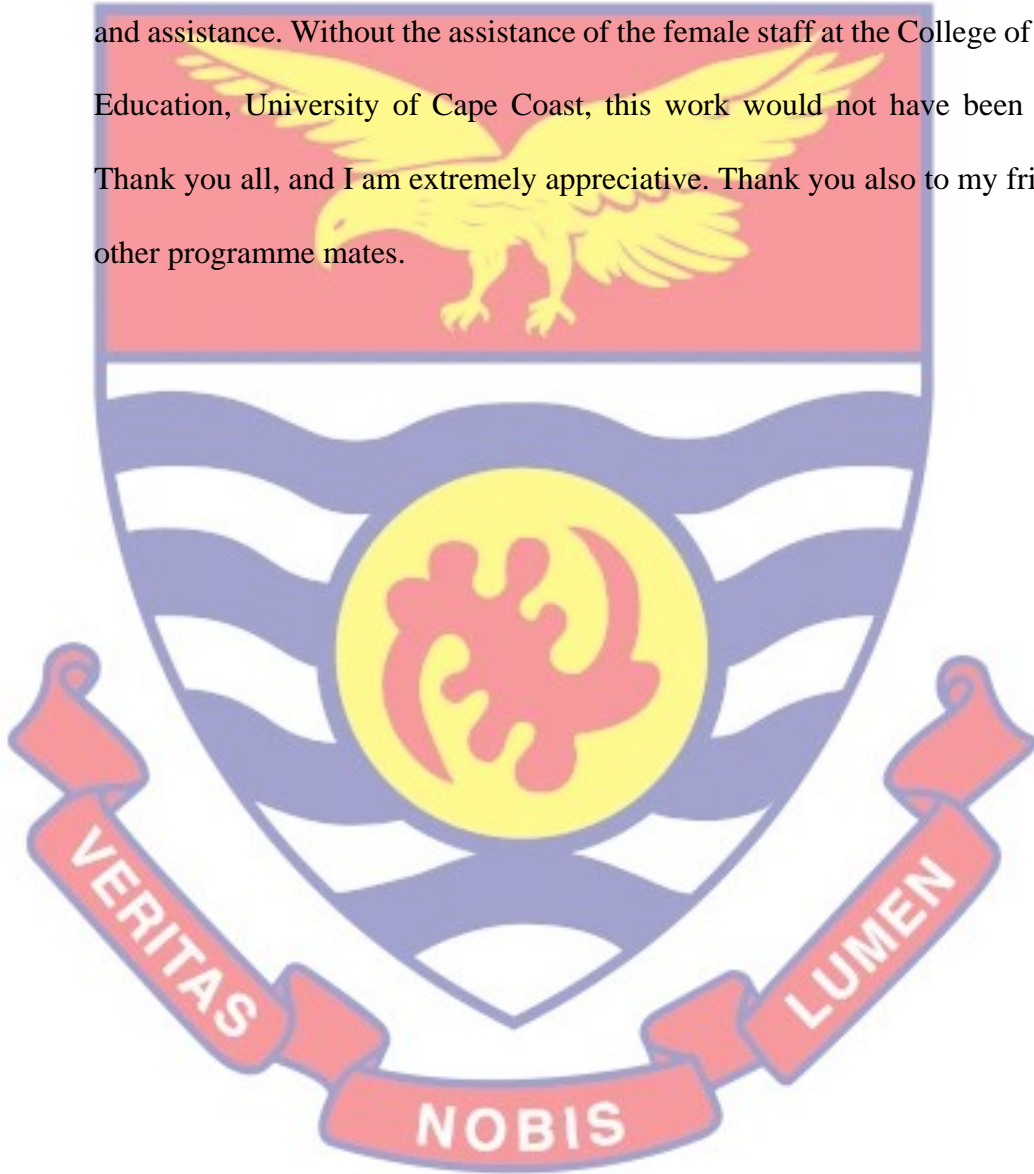 and assistance. Without the assistance of the female staff at the College of
Education, University of Cape Coast, this work would not have been
Thank you all, and I am extremely appreciative. Thank you also to my fri
other programme mates.
VERITAS
NOBIS
LUMEN